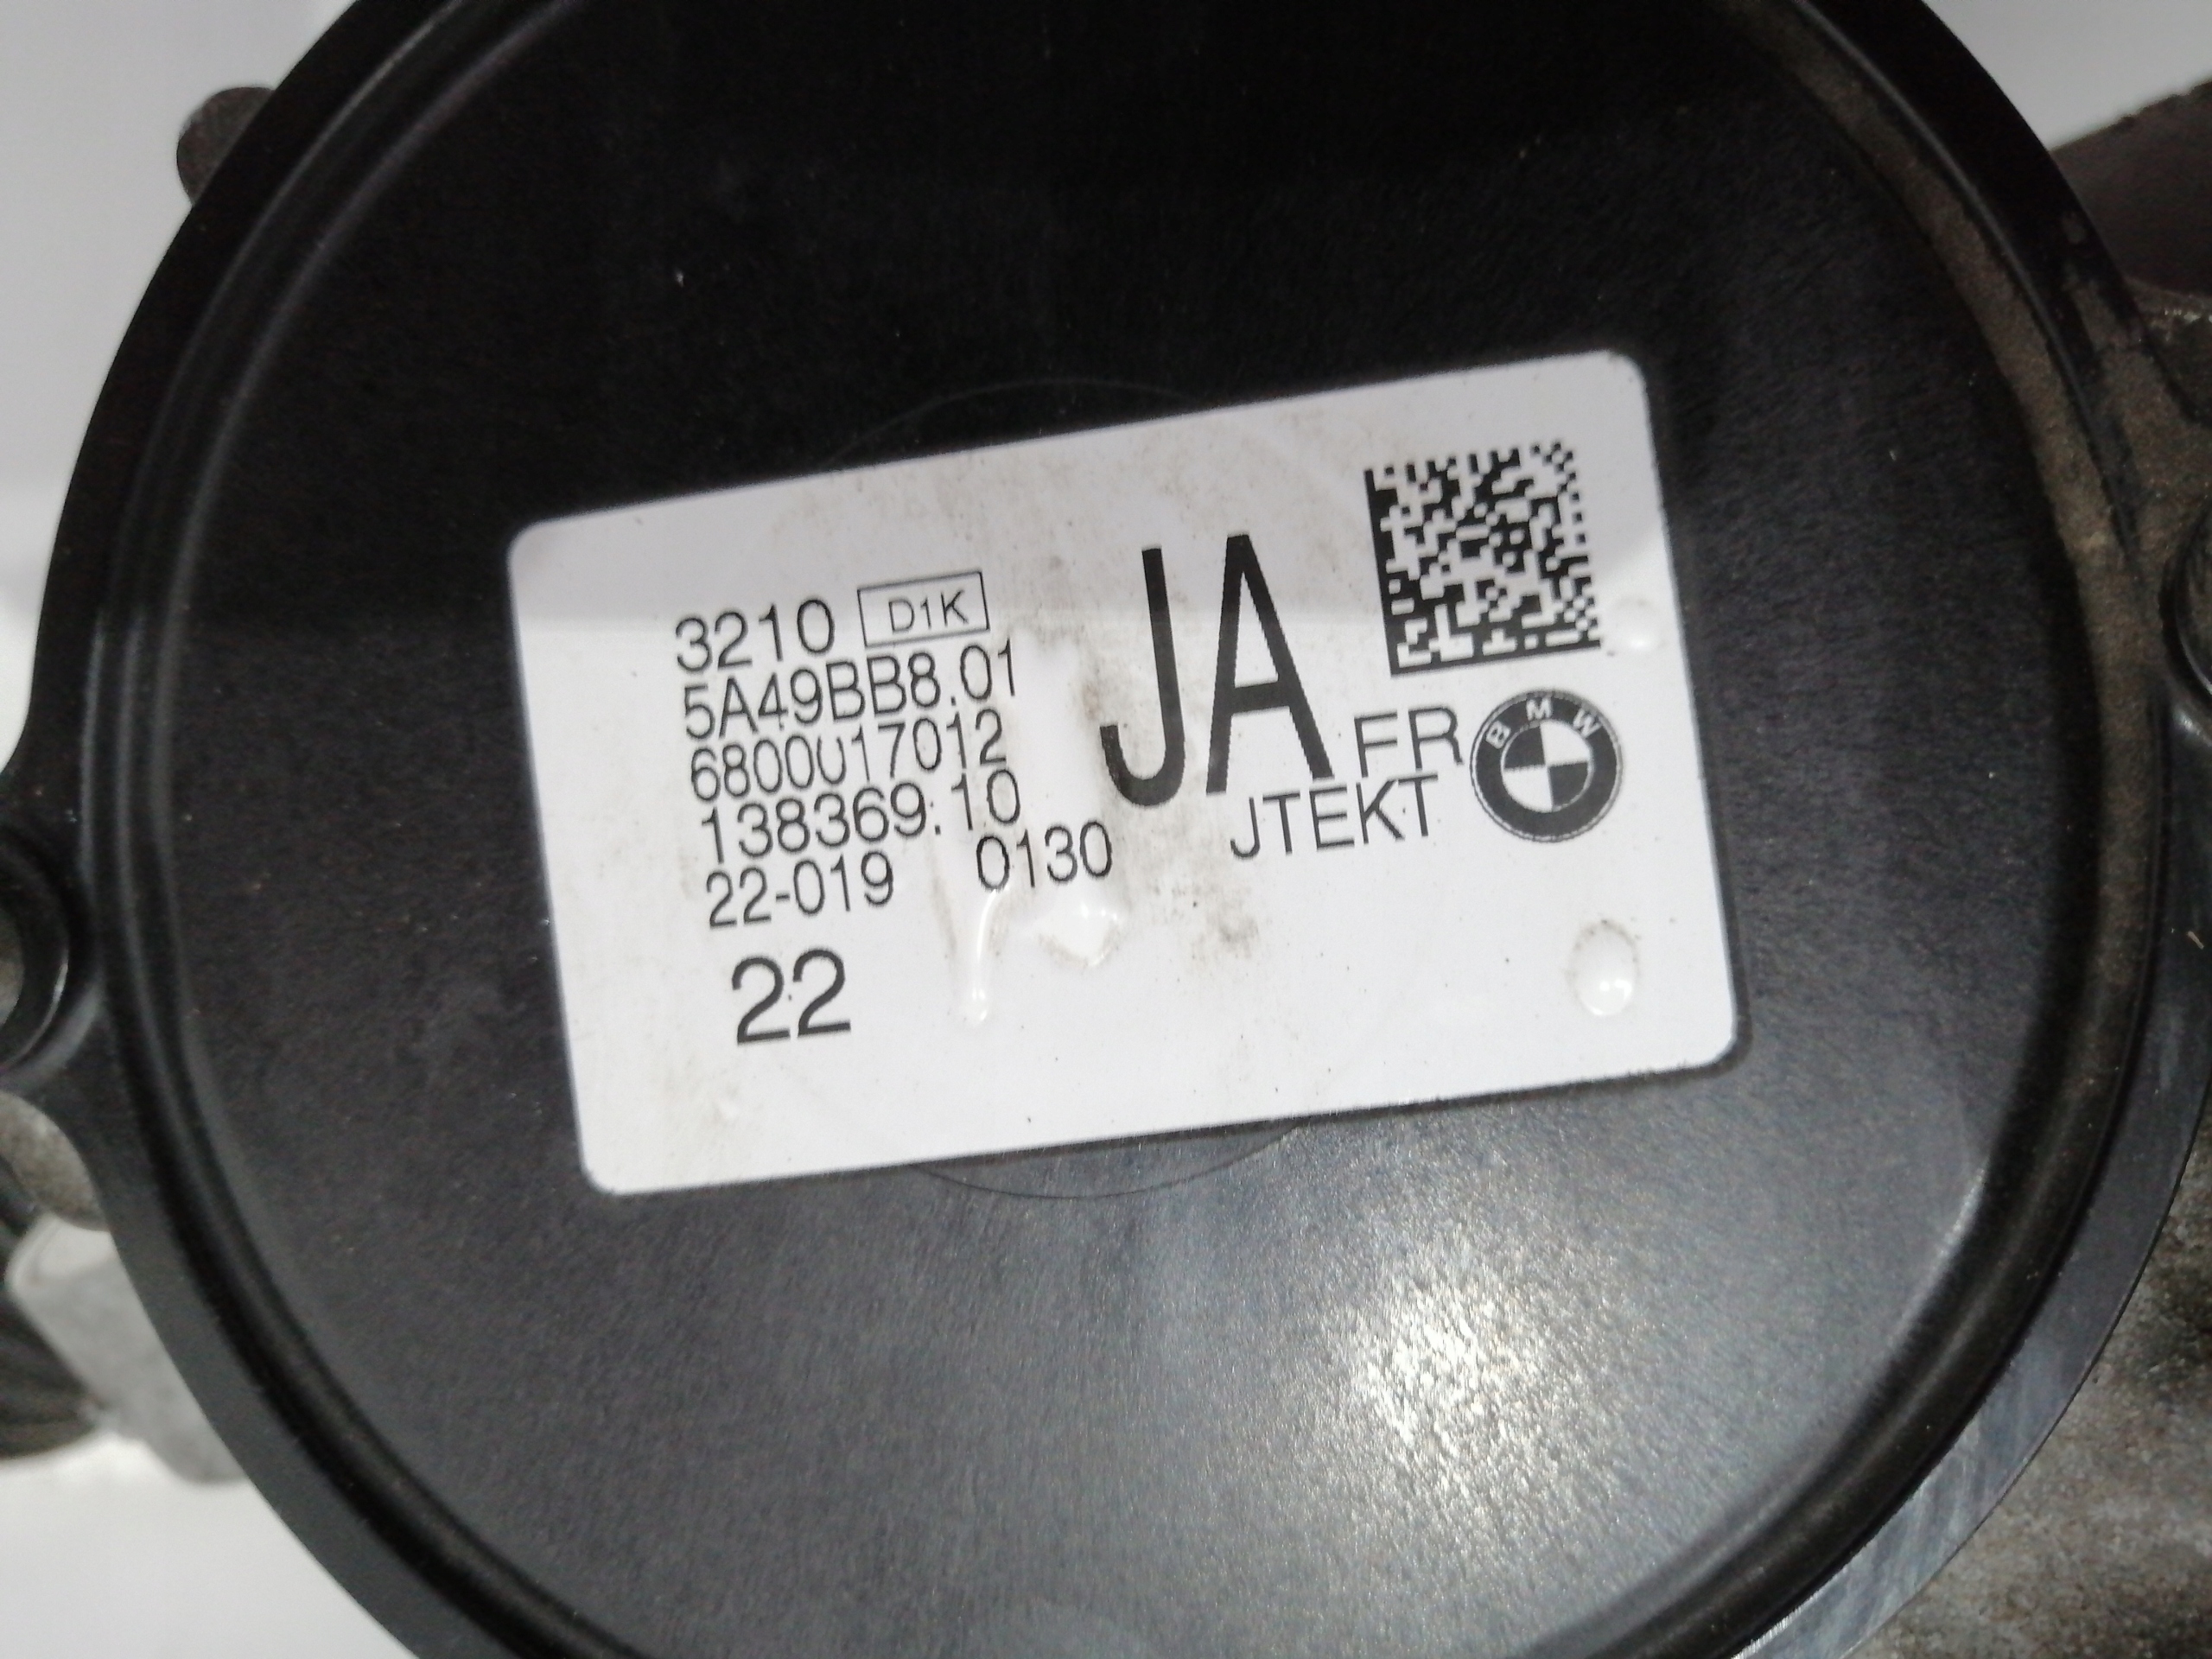 3210 D1K
5A49BB8.01
6800017012
138369.10
22-019 0130
22
JA
FR
JTEKT
BMW